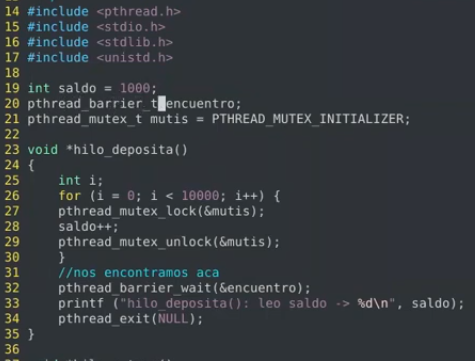 14 #include <pthread.h>
15 #include <stdio.h>
16 #include <stdlib.h>
17 #include <unistd.h>
18
19 int saldo = 1000;
20 pthread_barrier_t encuentro;
21 pthread_mutex_t mutis = PTHREAD_MUTEX_INITIALIZER;
22
23 void *hilo_deposita()
24 {
25 int i;
26 for (i = 0; i < 10000; i++) {
27 pthread_mutex_lock(&mutis);
28 saldo++;
29 pthread_mutex_unlock(&mutis);
30 }
31 //nos encontramos aca
32 pthread_barrier_wait(&encuentro);
33 printf ("hilo_deposita(): leo saldo -> %d\n", saldo);
34 pthread_exit(NULL);
35 }
36